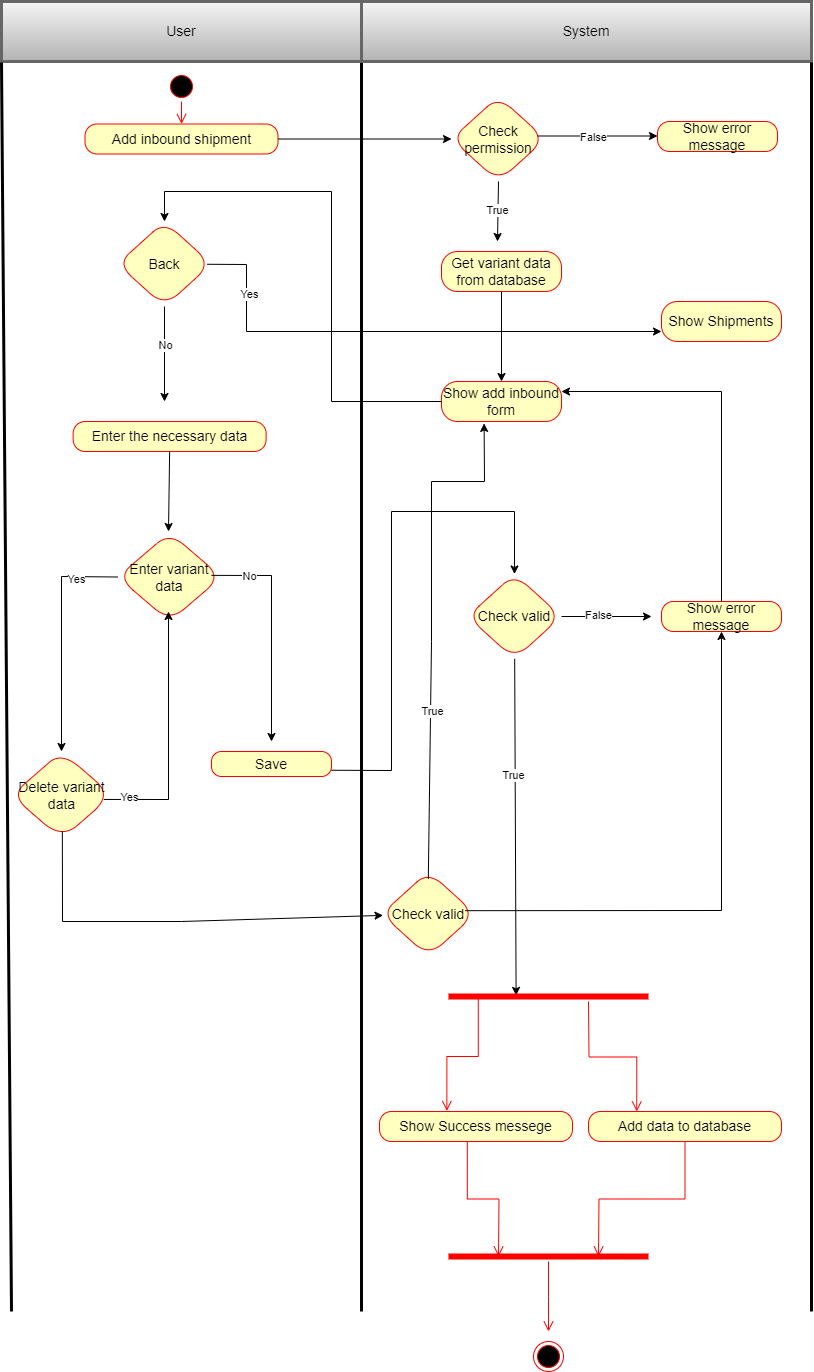 User
System
Add inbound shipment
Check
permission
False
Show error
message
True
Back
Get variant data
from database
Yes
Show Shipments
No
Show add inbound
form
Enter the necessary data
Enter variant
data
Yes
No
Check valid
False
Show error
message
True
Save
True
Delete variant
data
Yes
Check valid
Show Success messege
Add data to database